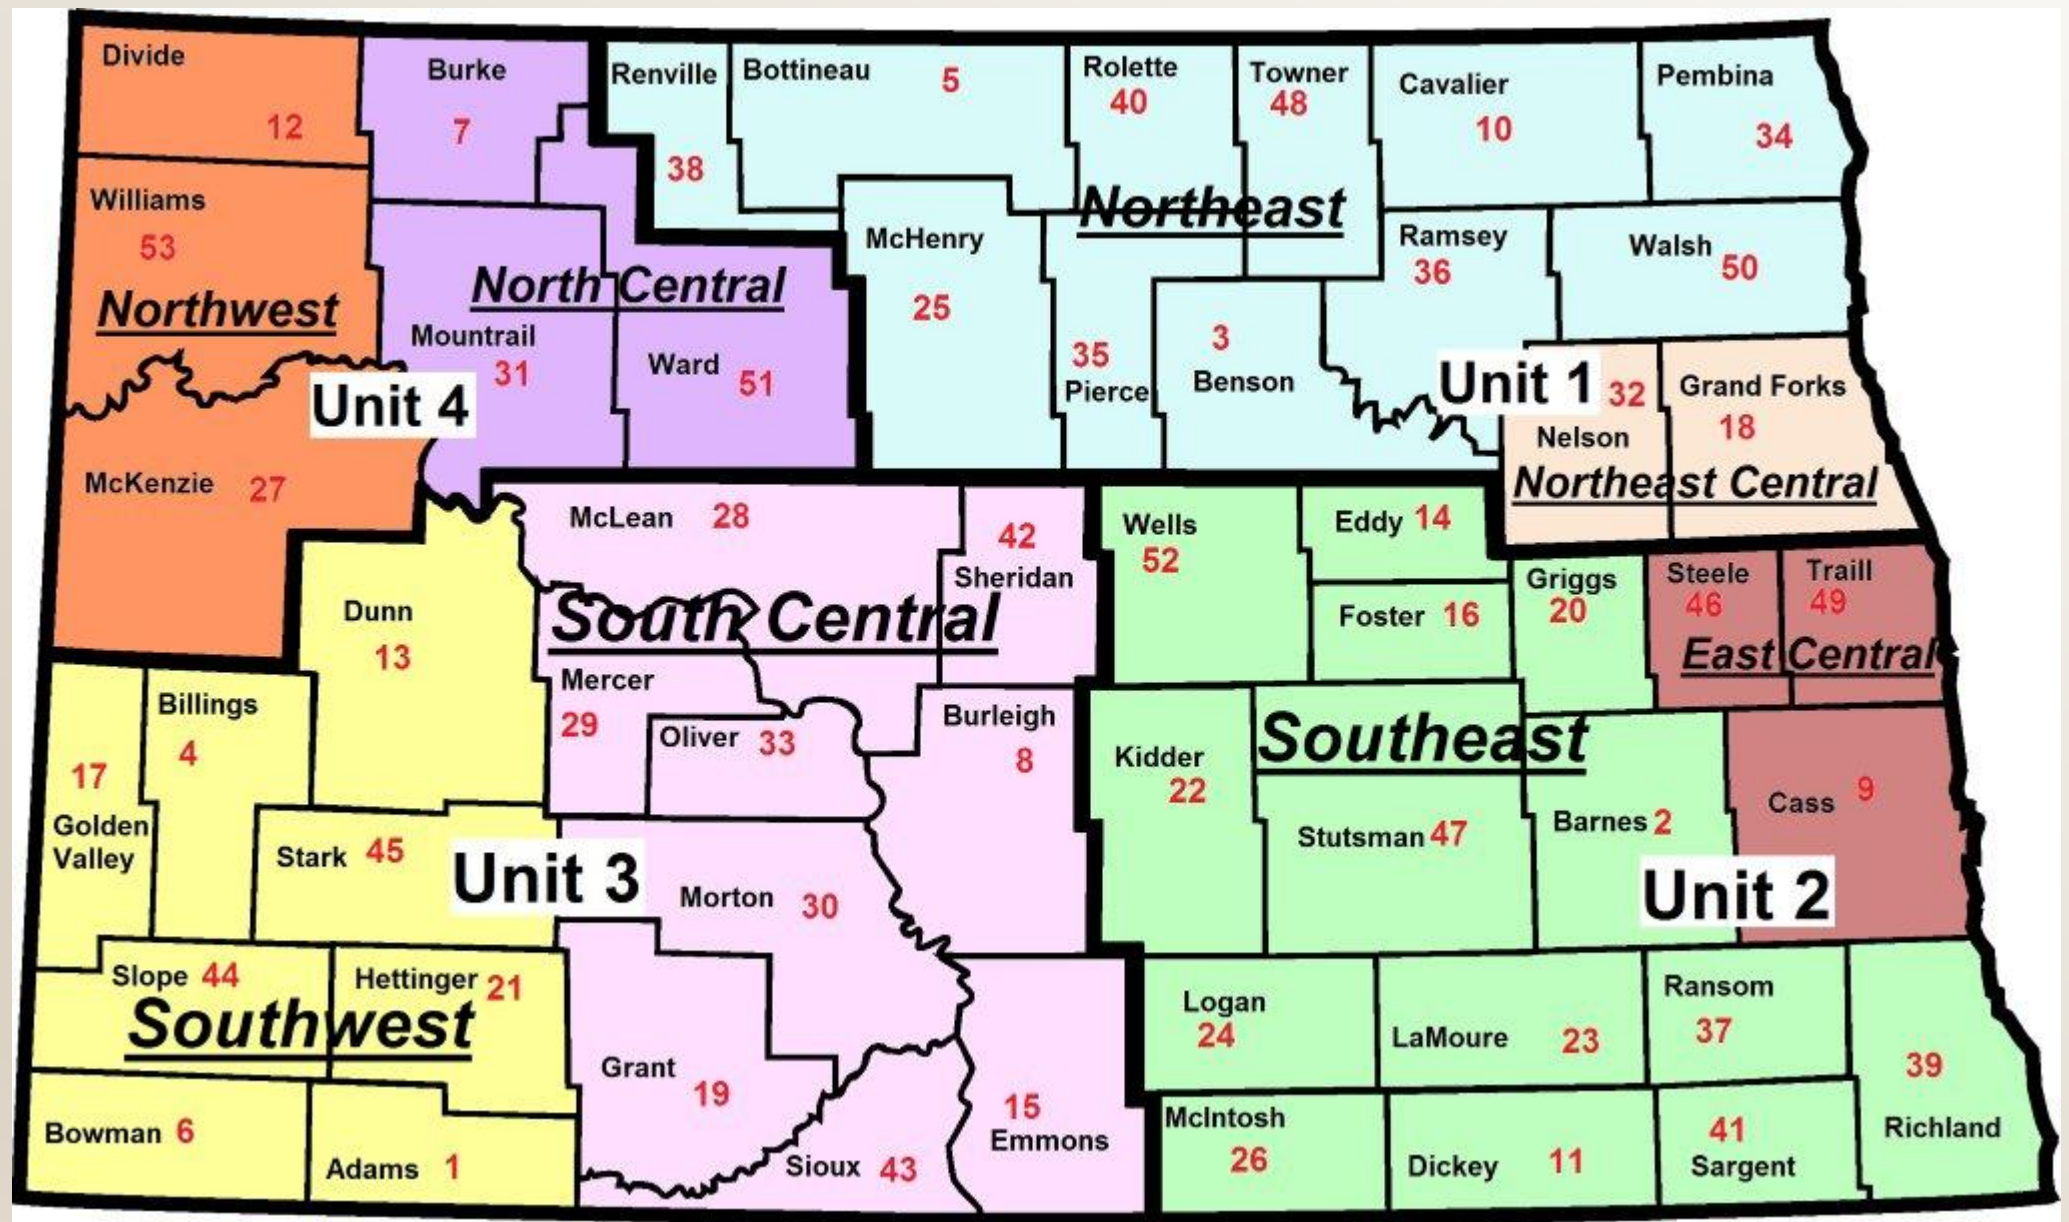 Divide
12
Burke
7
Renville
38
Bottineau 5
Rolette
40
Towner
48
Cavalier
10
Pembina
34
Williams
53
Northwest
North Central
Mountrail
31
Ward 51
McHenry
25
Northeast
35
Pierce
3
Benson
Ramsey
36
Walsh 50
Unit 4
Unit 1
32
Nelson
Grand Forks
18
Northeast Central
McKenzie 27
McLean 28
42
Sheridan
Wells
52
Eddy 14
Foster 16
Griggs
20
Steele
46
Traill
49
East Central
Dunn
13
South Central
Mercer
29
Oliver 33
Burleigh
8
Billings
4
17
Golden
Valley
Stark 45
Unit 3
Morton 30
Kidder
22
Southeast
Stutsman 47
Barnes 2
Cass 9
Unit 2
Slope 44
Hettinger 21
Southwest
Grant
19
Logan
24
LaMoure 23
Ransom
37
39
Richland
Bowman 6
Adams 1
Sioux 43
15
Emmons
McIntosh
26
Dickey 11
41
Sargent